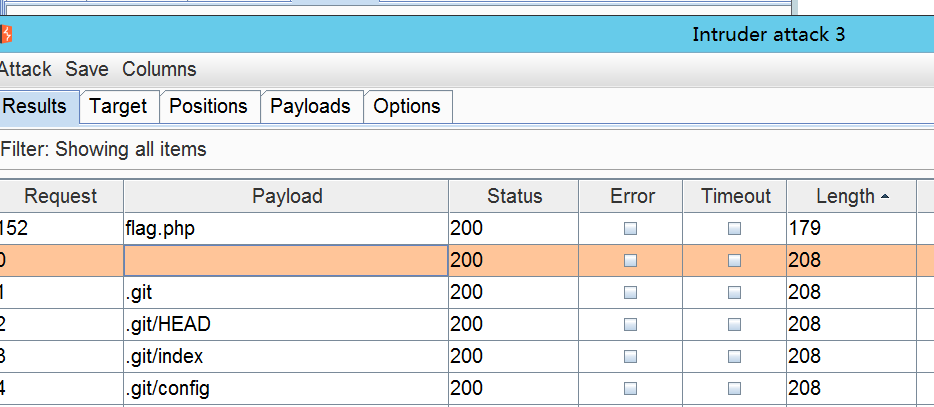 Intruder attack 3
Attack Save Columns
Results Target Positions Payloads Options
Filter: Showing all items
Request Payload Status Error Timeout Length
152 flag.php 200 179
0 200 208
1 .git 200 208
2 .git/HEAD 200 208
3 .git/index 200 208
4 .git/config 200 208